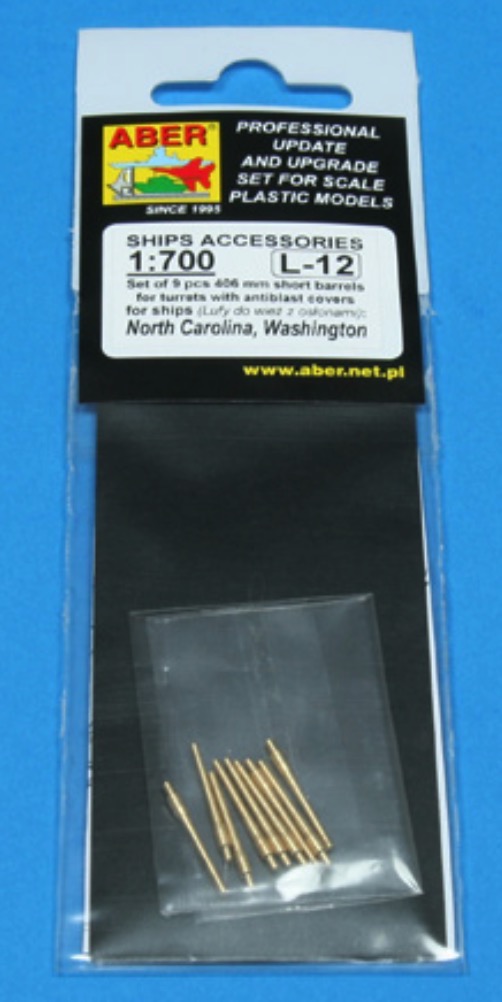 ABER®
SINCE 1995
PROFESSIONAL
UPDATE
AND UPGRADE
SET FOR SCALE
PLASTIC MODELS
SHIPS ACCESSORIES
1:700 L-12
Set of 9 pcs 406 mm short barrels
for turrets with antiblast covers
for ships (Lufy do wież z osłonami):
North Carolina, Washington
www.aber.net.pl